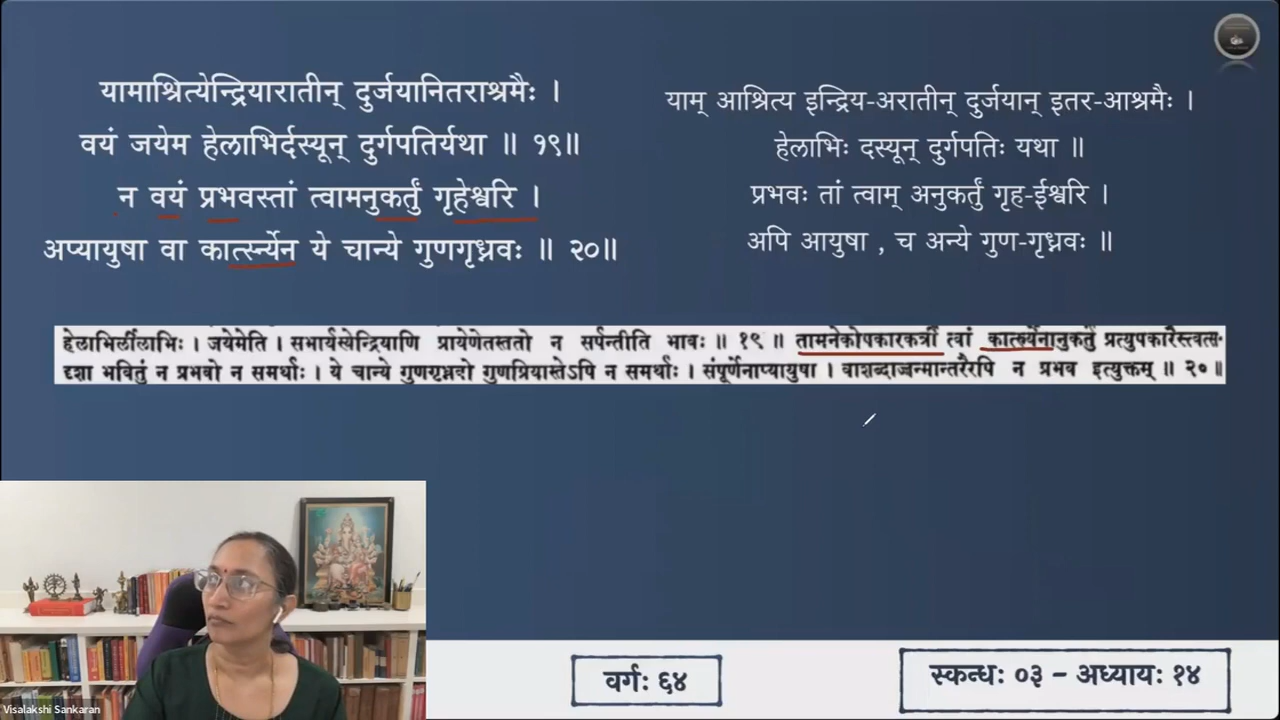 यामाश्रित्येन्द्रियारातीन् दुर्जयानितराश्रमैः ।
वयं जयेम हेलाभिर्दस्यून् दुर्गपतिर्यथा ॥ १९॥
न वयं प्रभवस्तां त्वामनुकर्तुं गृहेश्वरि ।
अप्यायुषा वा कार्त्स्न्येन ये चान्ये गुणगृध्नवः ॥ २०॥
याम् आश्रित्य इन्द्रिय-अरातीन् दुर्जयान् इतर-आश्रमैः ।
हेलाभिः दस्यून् दुर्गपतिः यथा ॥
प्रभवः तां त्वाम् अनुकर्तुं गृह-ईश्वरि ।
अपि आयुषा , च अन्ये गुण-गृध्नवः ॥
हेलाभिर्लीलाभिः । जयेमेति । सभार्यस्येन्द्रियाणि प्रायेणेतस्ततो न सर्पन्तीति भावः ॥ १९ ॥ तामनेकोपकारकर्त्रीं त्वां कार्त्स्न्येनानुकर्तुं प्रत्युपकारैस्त्वत्स-
दृशा भवितुं न प्रभवो न समर्थाः । ये चान्ये गुणगृध्नवो गुणप्रियास्तेऽपि न समर्थाः । संपूर्णेनाप्यायुषा । वाशब्दाज्जन्मान्तरैरपि न प्रभव इत्युक्तम् ॥ २० ॥
Visalakshi Sankaran
वर्गः ६४
स्कन्धः ०३ – अध्यायः १४